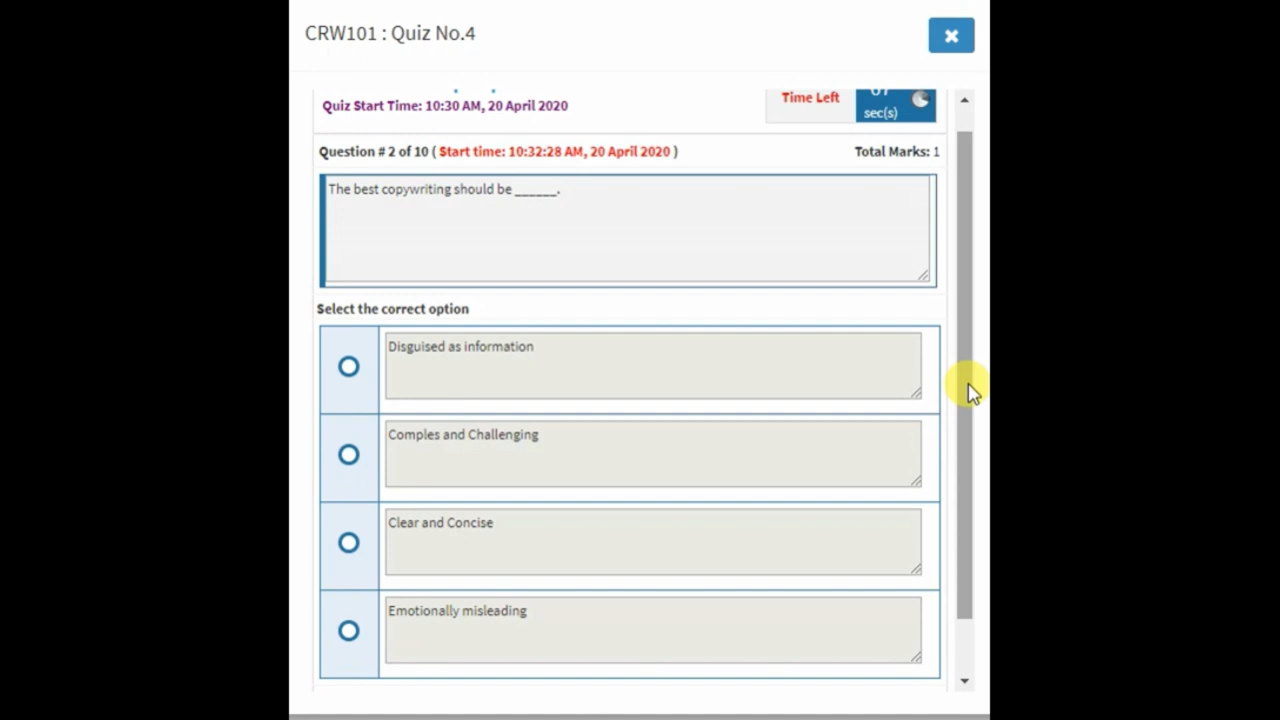 CRW101 : Quiz No.4
Quiz Start Time: 10:30 AM, 20 April 2020
Time Left
sec(s)
Question # 2 of 10 ( Start time: 10:32:28 AM, 20 April 2020 )
Total Marks: 1
The best copywriting should be ______.
Select the correct option
Disguised as information
Comples and Challenging
Clear and Concise
Emotionally misleading